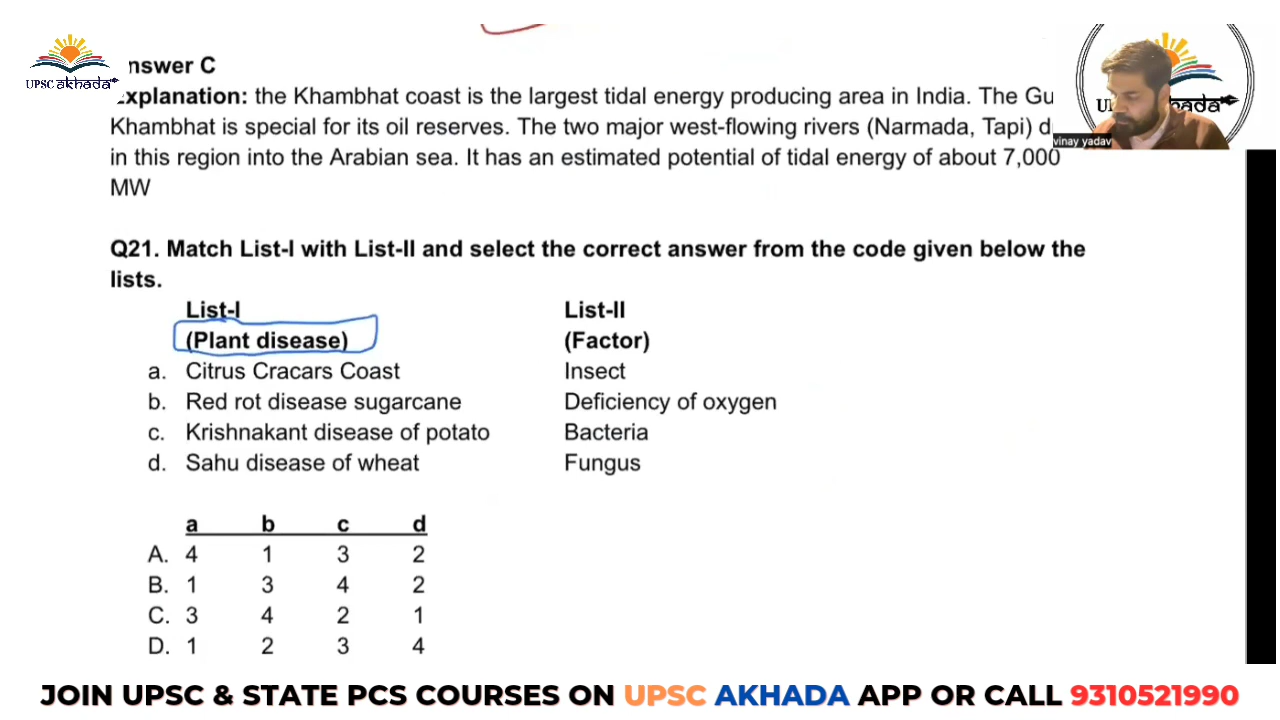 UPSC akhada
nswer C
xplanation: the Khambhat coast is the largest tidal energy producing area in India. The Gu
Khambhat is special for its oil reserves. The two major west-flowing rivers (Narmada, Tapi) d
in this region into the Arabian sea. It has an estimated potential of tidal energy of about 7,000
MW
vinay yadav
Q21. Match List-I with List-II and select the correct answer from the code given below the
lists.
List-I List-II
(Plant disease) (Factor)
a. Citrus Cracars Coast Insect
b. Red rot disease sugarcane Deficiency of oxygen
c. Krishnakant disease of potato Bacteria
d. Sahu disease of wheat Fungus
a b c d
A. 4 1 3 2
B. 1 3 4 2
C. 3 4 2 1
D. 1 2 3 4
JOIN UPSC & STATE PCS COURSES ON UPSC AKHADA APP OR CALL 9310521990